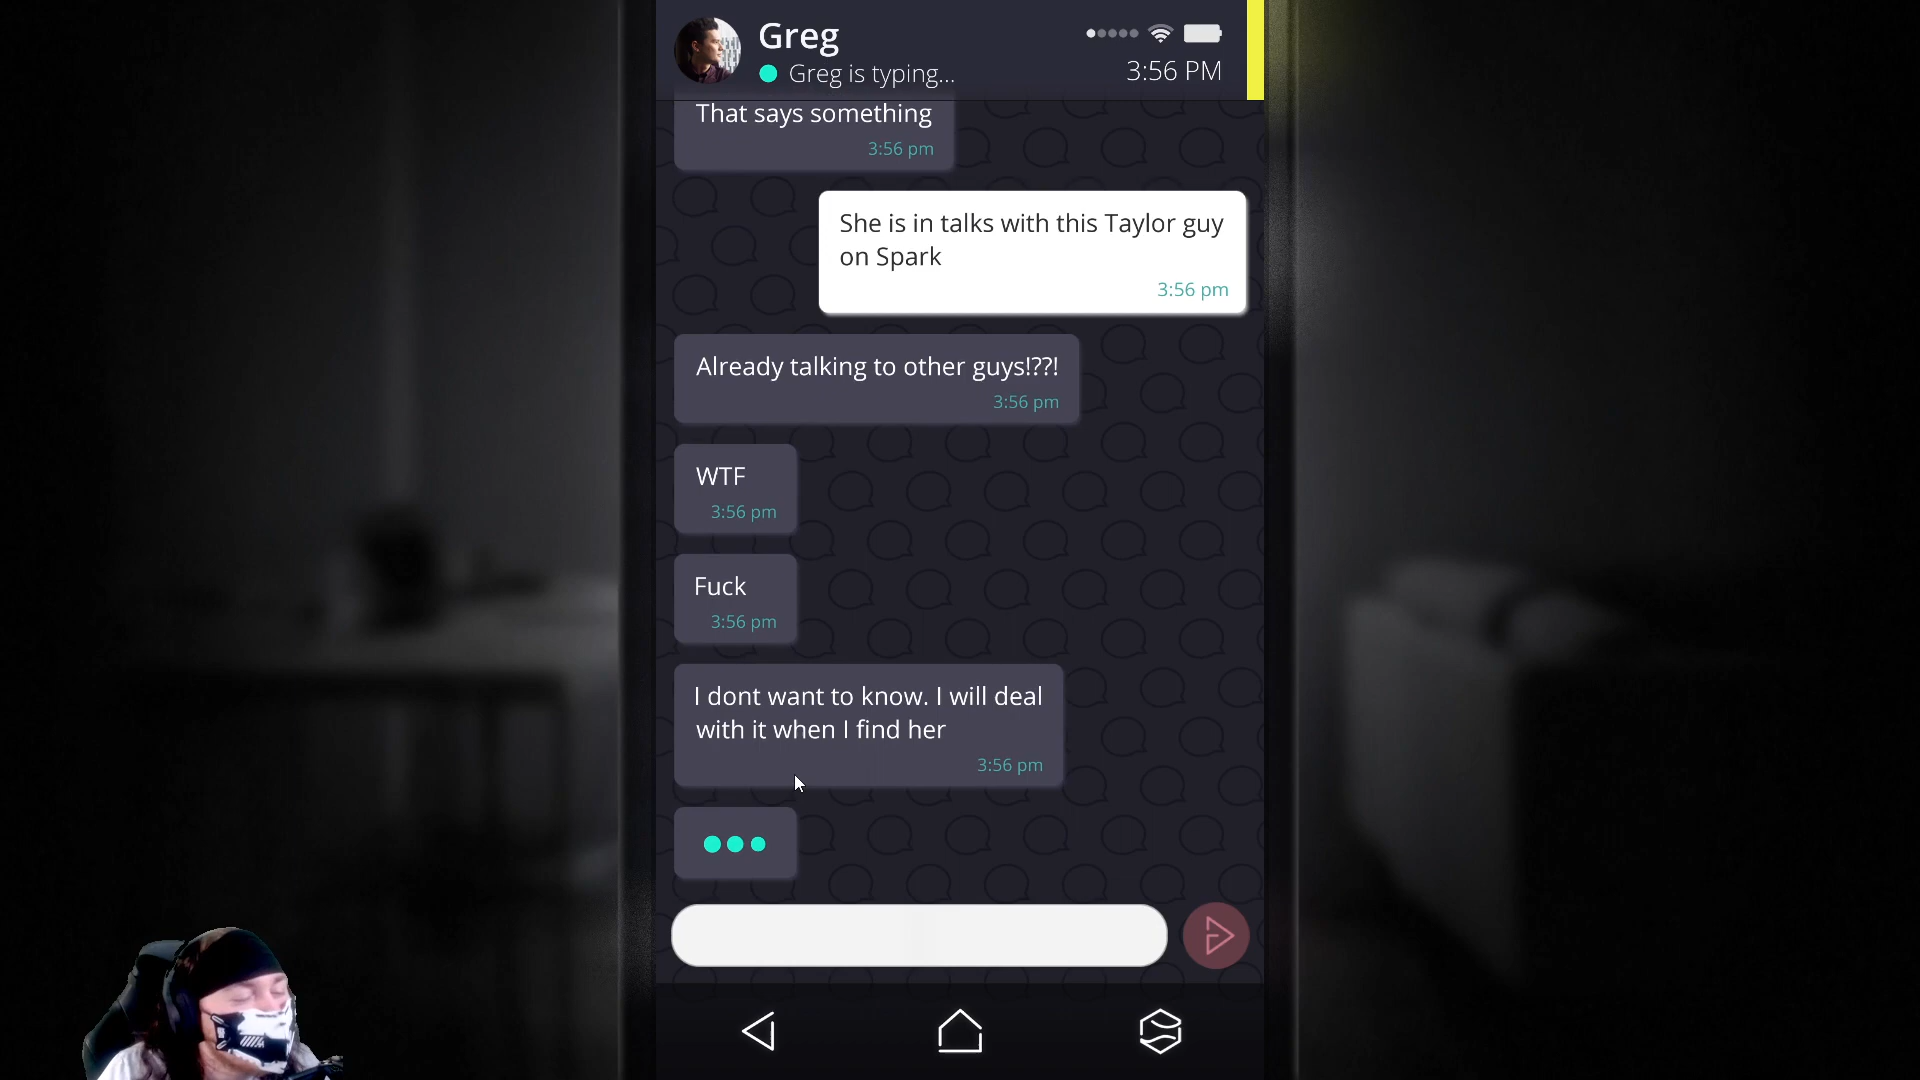 Greg
Greg is typing...
3:56 PM
That says something
3:56 pm
She is in talks with this Taylor guy
on Spark
3:56 pm
Already talking to other guys!??!
3:56 pm
WTF
3:56 pm
Fuck
3:56 pm
I dont want to know. I will deal
with it when I find her
3:56 pm